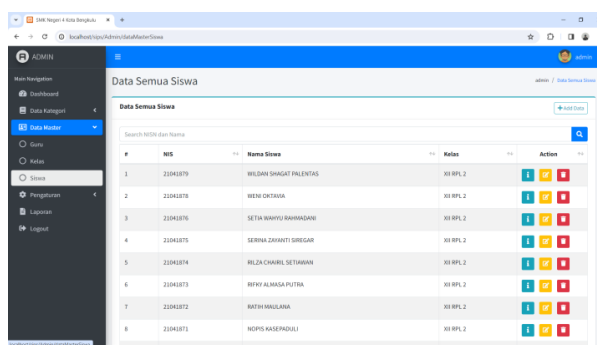 SMK Negeri 4 Kota Bengkulu
localhost/sips/Admin/dataMasterSiswa
ADMIN
admin
Main Navigation
Dashboard
Data Kategori
Data Master
Guru
Kelas
Siswa
Pengaturan
Laporan
Logout
Data Semua Siswa
admin / Data Semua Siswa
Data Semua Siswa
+ Add Data
Search NISN dan Nama
# NIS Nama Siswa Kelas Action
1 21041879 WILDAN SHAGAT PALENTAS XII RPL 2
2 21041878 WENI OKTAVIA XII RPL 2
3 21041876 SETIA WAHYU RAHMADANI XII RPL 2
4 21041875 SERINA ZAYANTI SIREGAR XII RPL 2
5 21041874 RILZA CHAIRIL SETIAWAN XII RPL 2
6 21041873 RIFKY ALMASA PUTRA XII RPL 2
7 21041872 RATIH MAULANA XII RPL 2
8 21041871 NOPIS KASEPADULI XII RPL 2